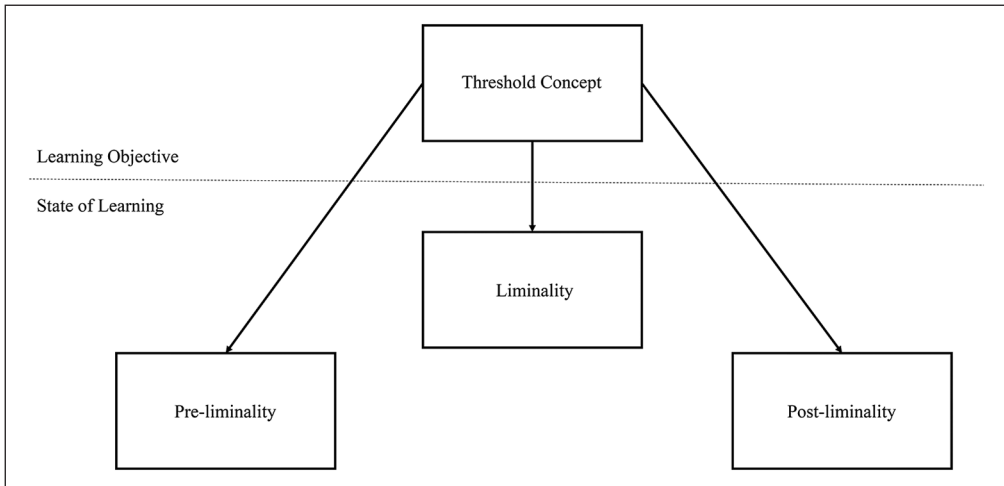 Threshold Concept
Learning Objective
State of Learning
Liminality
Pre-liminality
Post-liminality